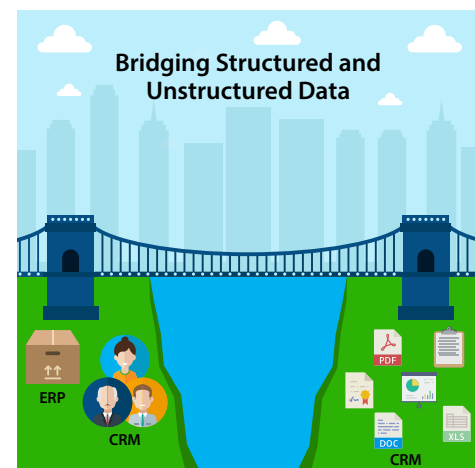 Bridging Structured and
Unstructured Data
ERP
CRM
PDF
DOC
XLS
CRM